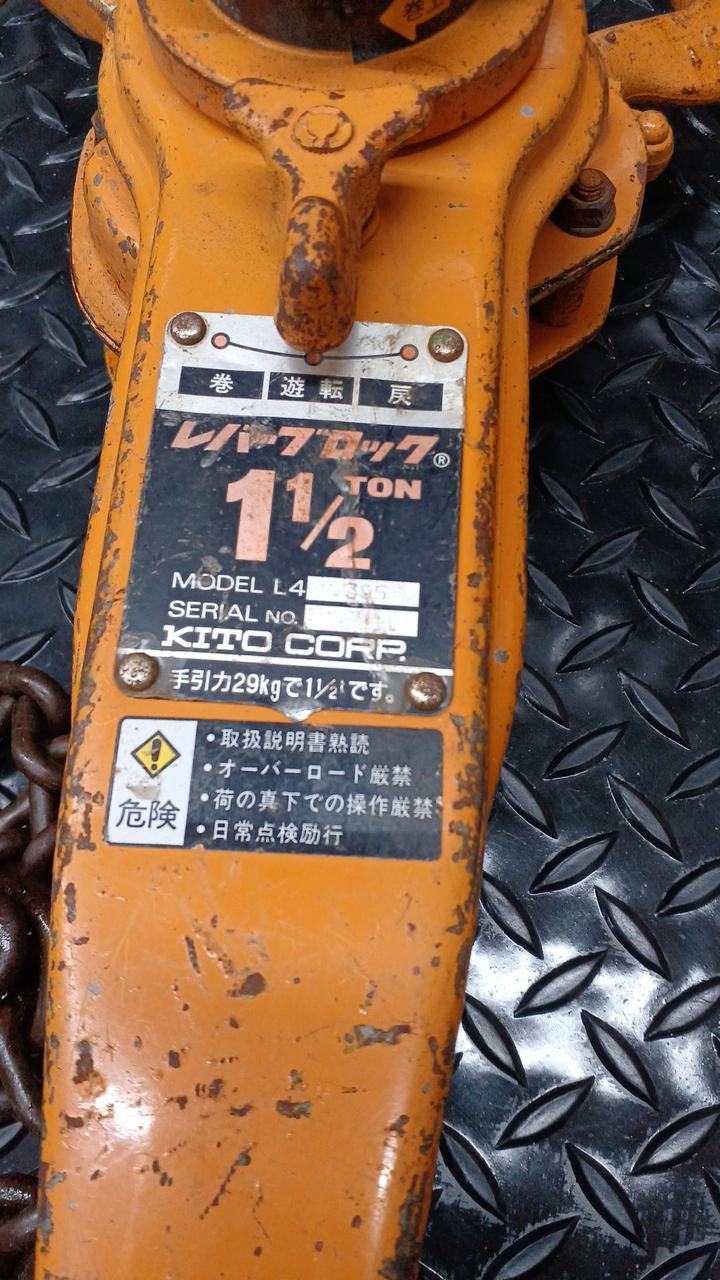 巻上
巻 遊転 戻
レバーブロック®
1 1/2 TON
MODEL L4 395
SERIAL NO.
KITO CORP.
手引力29kgで1 1/2tです。
・取扱説明書熟読
・オーバーロード厳禁
・荷の真下での操作厳禁
危険
・日常点検励行